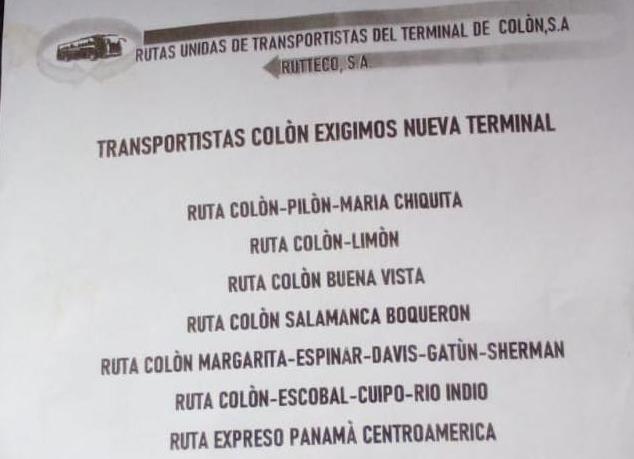 RUTAS UNIDAS DE TRANSPORTISTAS DEL TERMINAL DE COLÒN,S.A
RUTTECO, S.A.
TRANSPORTISTAS COLÒN EXIGIMOS NUEVA TERMINAL
RUTA COLÒN-PILÒN-MARIA CHIQUITA
RUTA COLÒN-LIMÒN
RUTA COLÒN BUENA VISTA
RUTA COLÒN SALAMANCA BOQUERON
RUTA COLÒN MARGARITA-ESPINAR-DAVIS-GATÙN-SHERMAN
RUTA COLÒN-ESCOBAL-CUIPO-RIO INDIO
RUTA EXPRESO PANAMÀ CENTROAMERICA